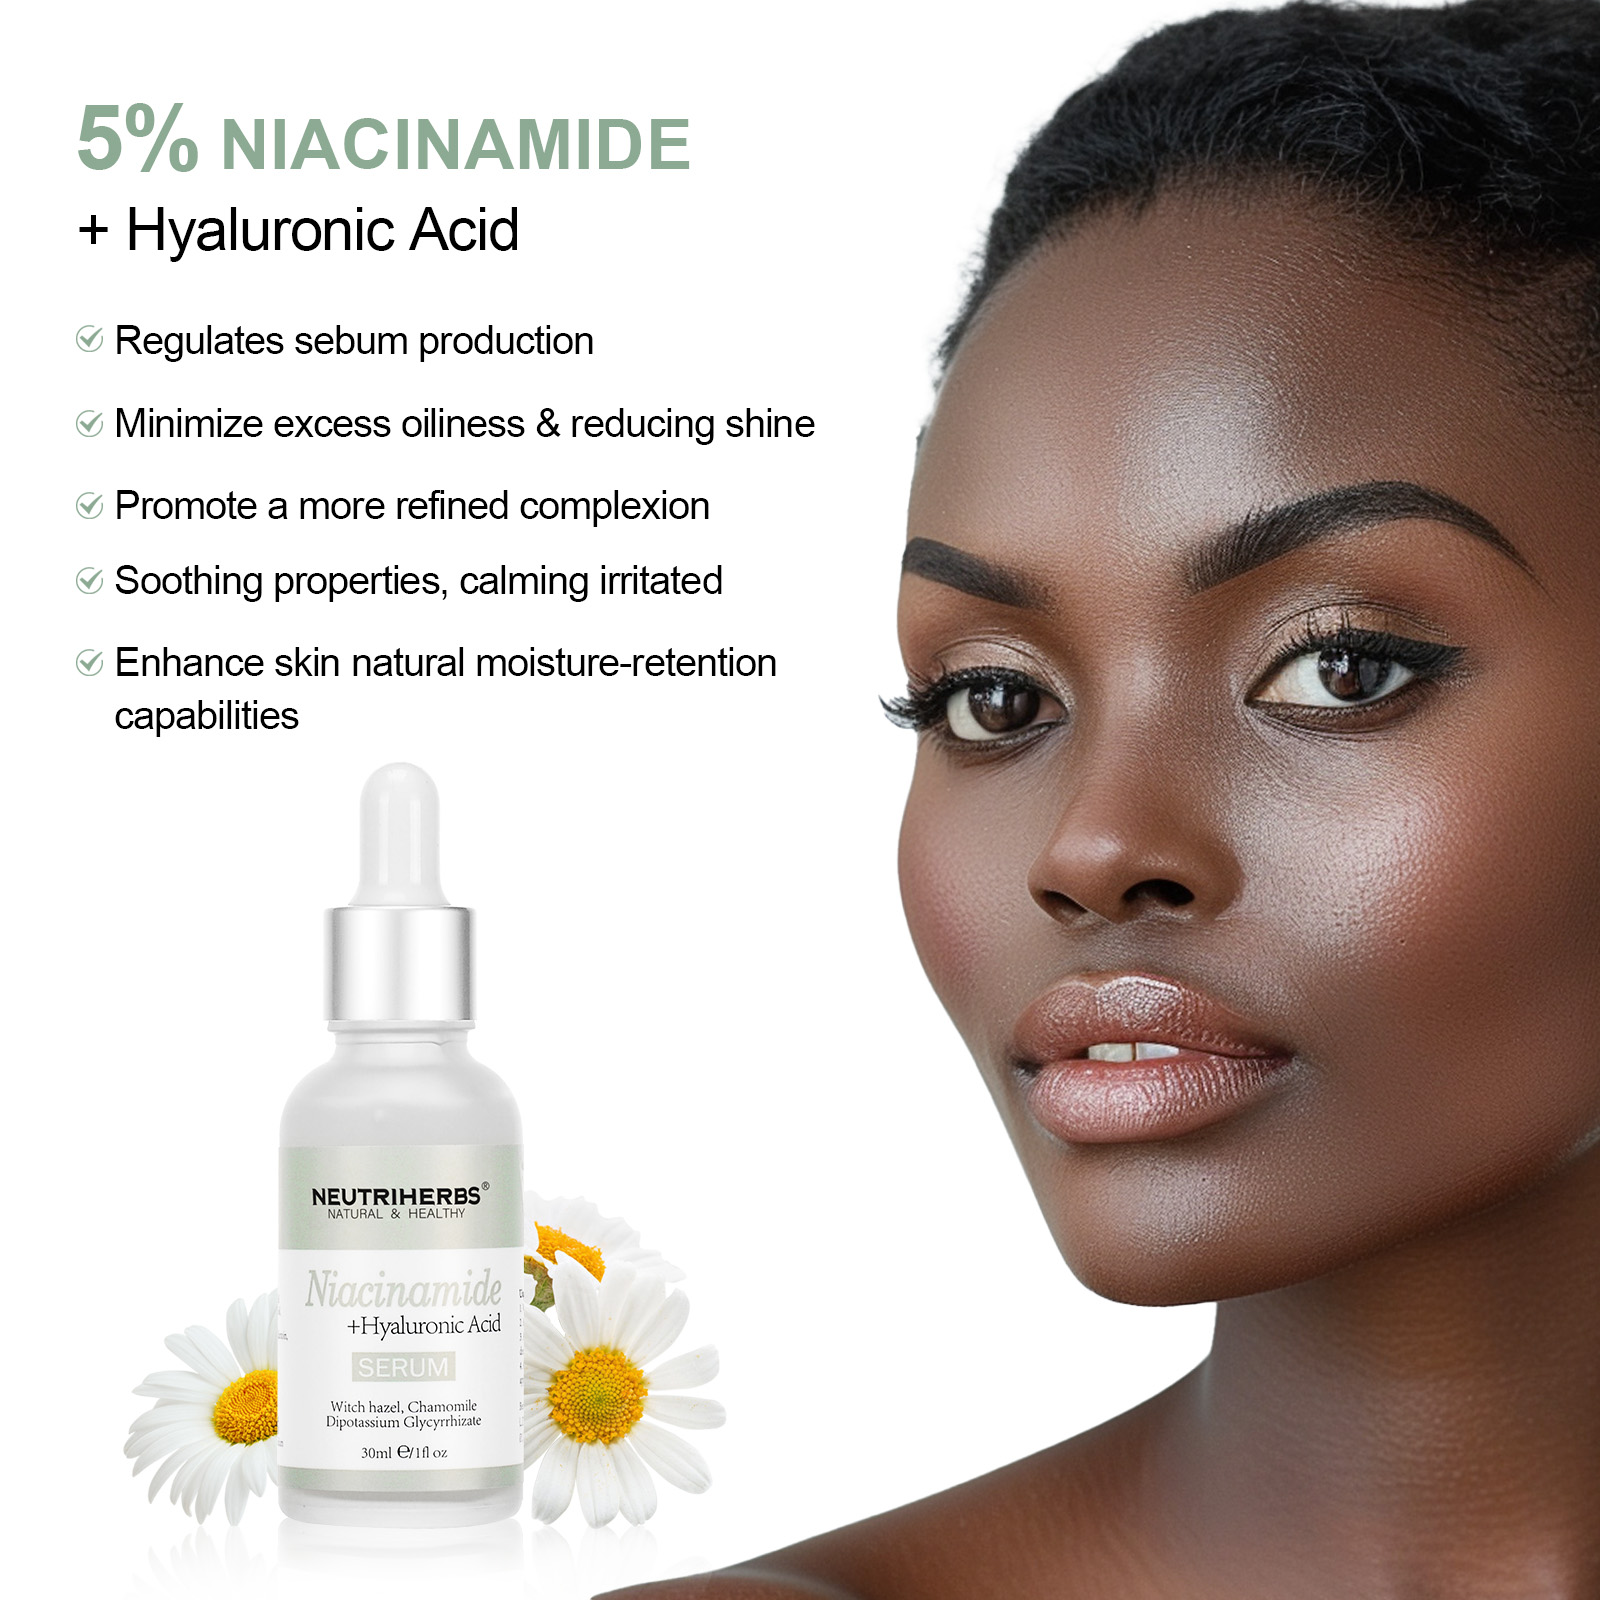 5% NIACINAMIDE
+ Hyaluronic Acid
Regulates sebum production
Minimize excess oiliness & reducing shine
Promote a more refined complexion
Soothing properties, calming irritated
Enhance skin natural moisture-retention
capabilities
NEUTRIHERBS®
NATURAL & HEALTHY
Niacinamide
+Hyaluronic Acid
SERUM
Witch hazel, Chamomile
Dipotassium Glycyrrhizate
30ml ℮/1fl oz